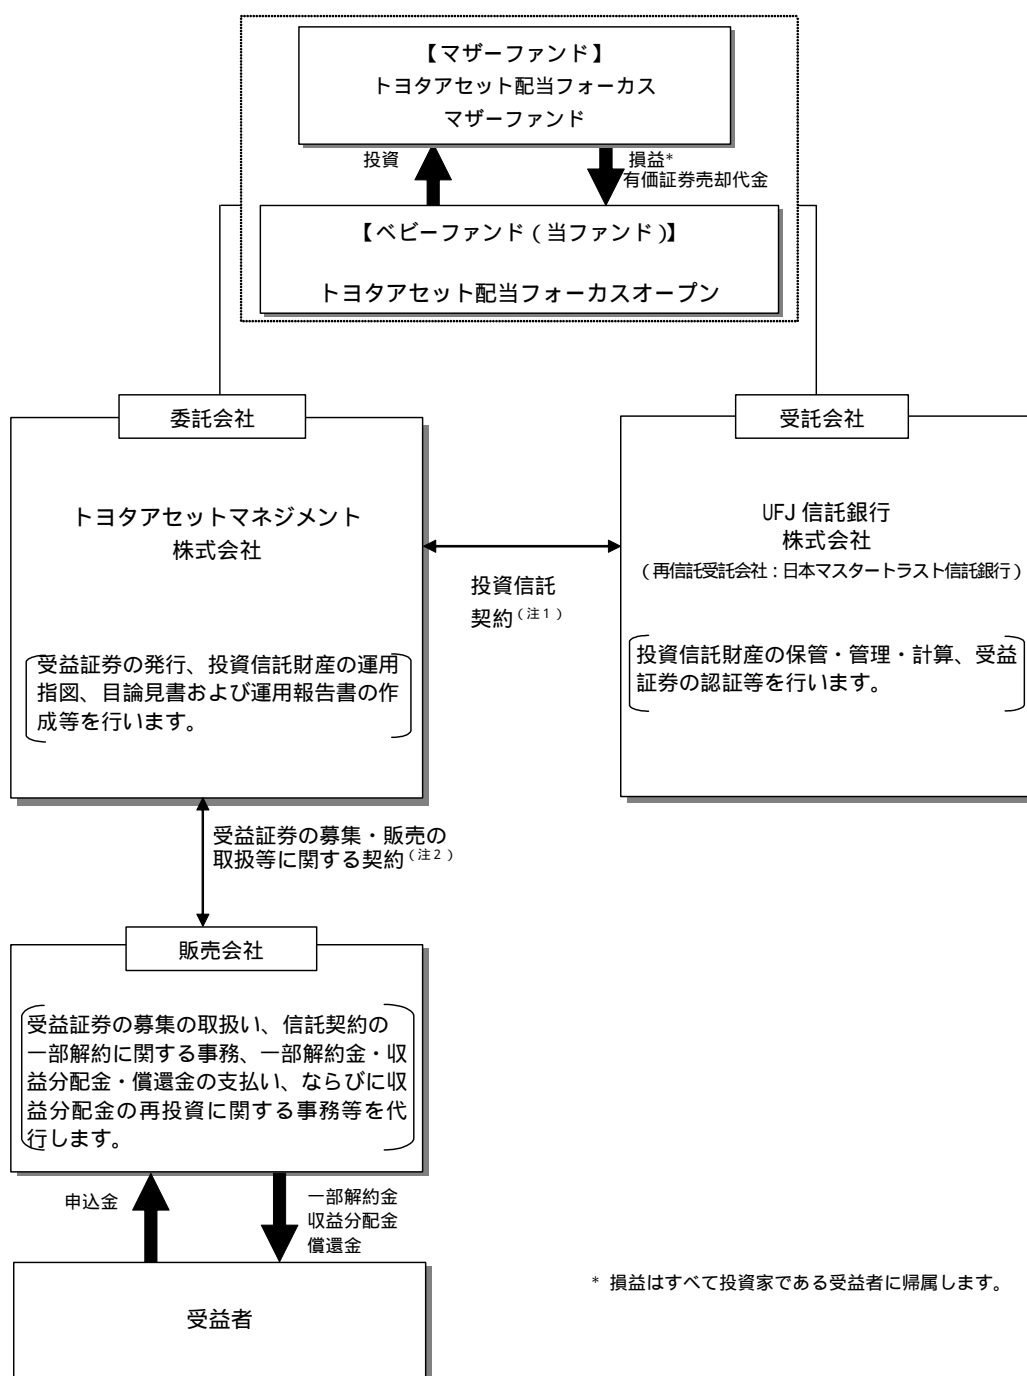 【マザーファンド】
トヨタアセット配当フォーカス
マザーファンド
投資
損益*
有価証券売却代金
【ベビーファンド(当ファンド)】
トヨタアセット配当フォーカスオープン
委託会社
トヨタアセットマネジメント
株式会社
受益証券の発行、投資信託財産の運用
指図、目論見書および運用報告書の作
成等を行います。
投資信託
契約(注1)
受託会社
UFJ信託銀行
株式会社
(再信託受託会社:日本マスタートラスト信託銀行)
投資信託財産の保管・管理・計算、受益
証券の認証等を行います。
受益証券の募集・販売の
取扱等に関する契約(注2)
販売会社
受益証券の募集の取扱い、信託契約の
一部解約に関する事務、一部解約金・収
益分配金・償還金の支払い、ならびに収
益分配金の再投資に関する事務等を代
行します。
申込金
一部解約金
収益分配金
償還金
受益者
* 損益はすべて投資家である受益者に帰属します。